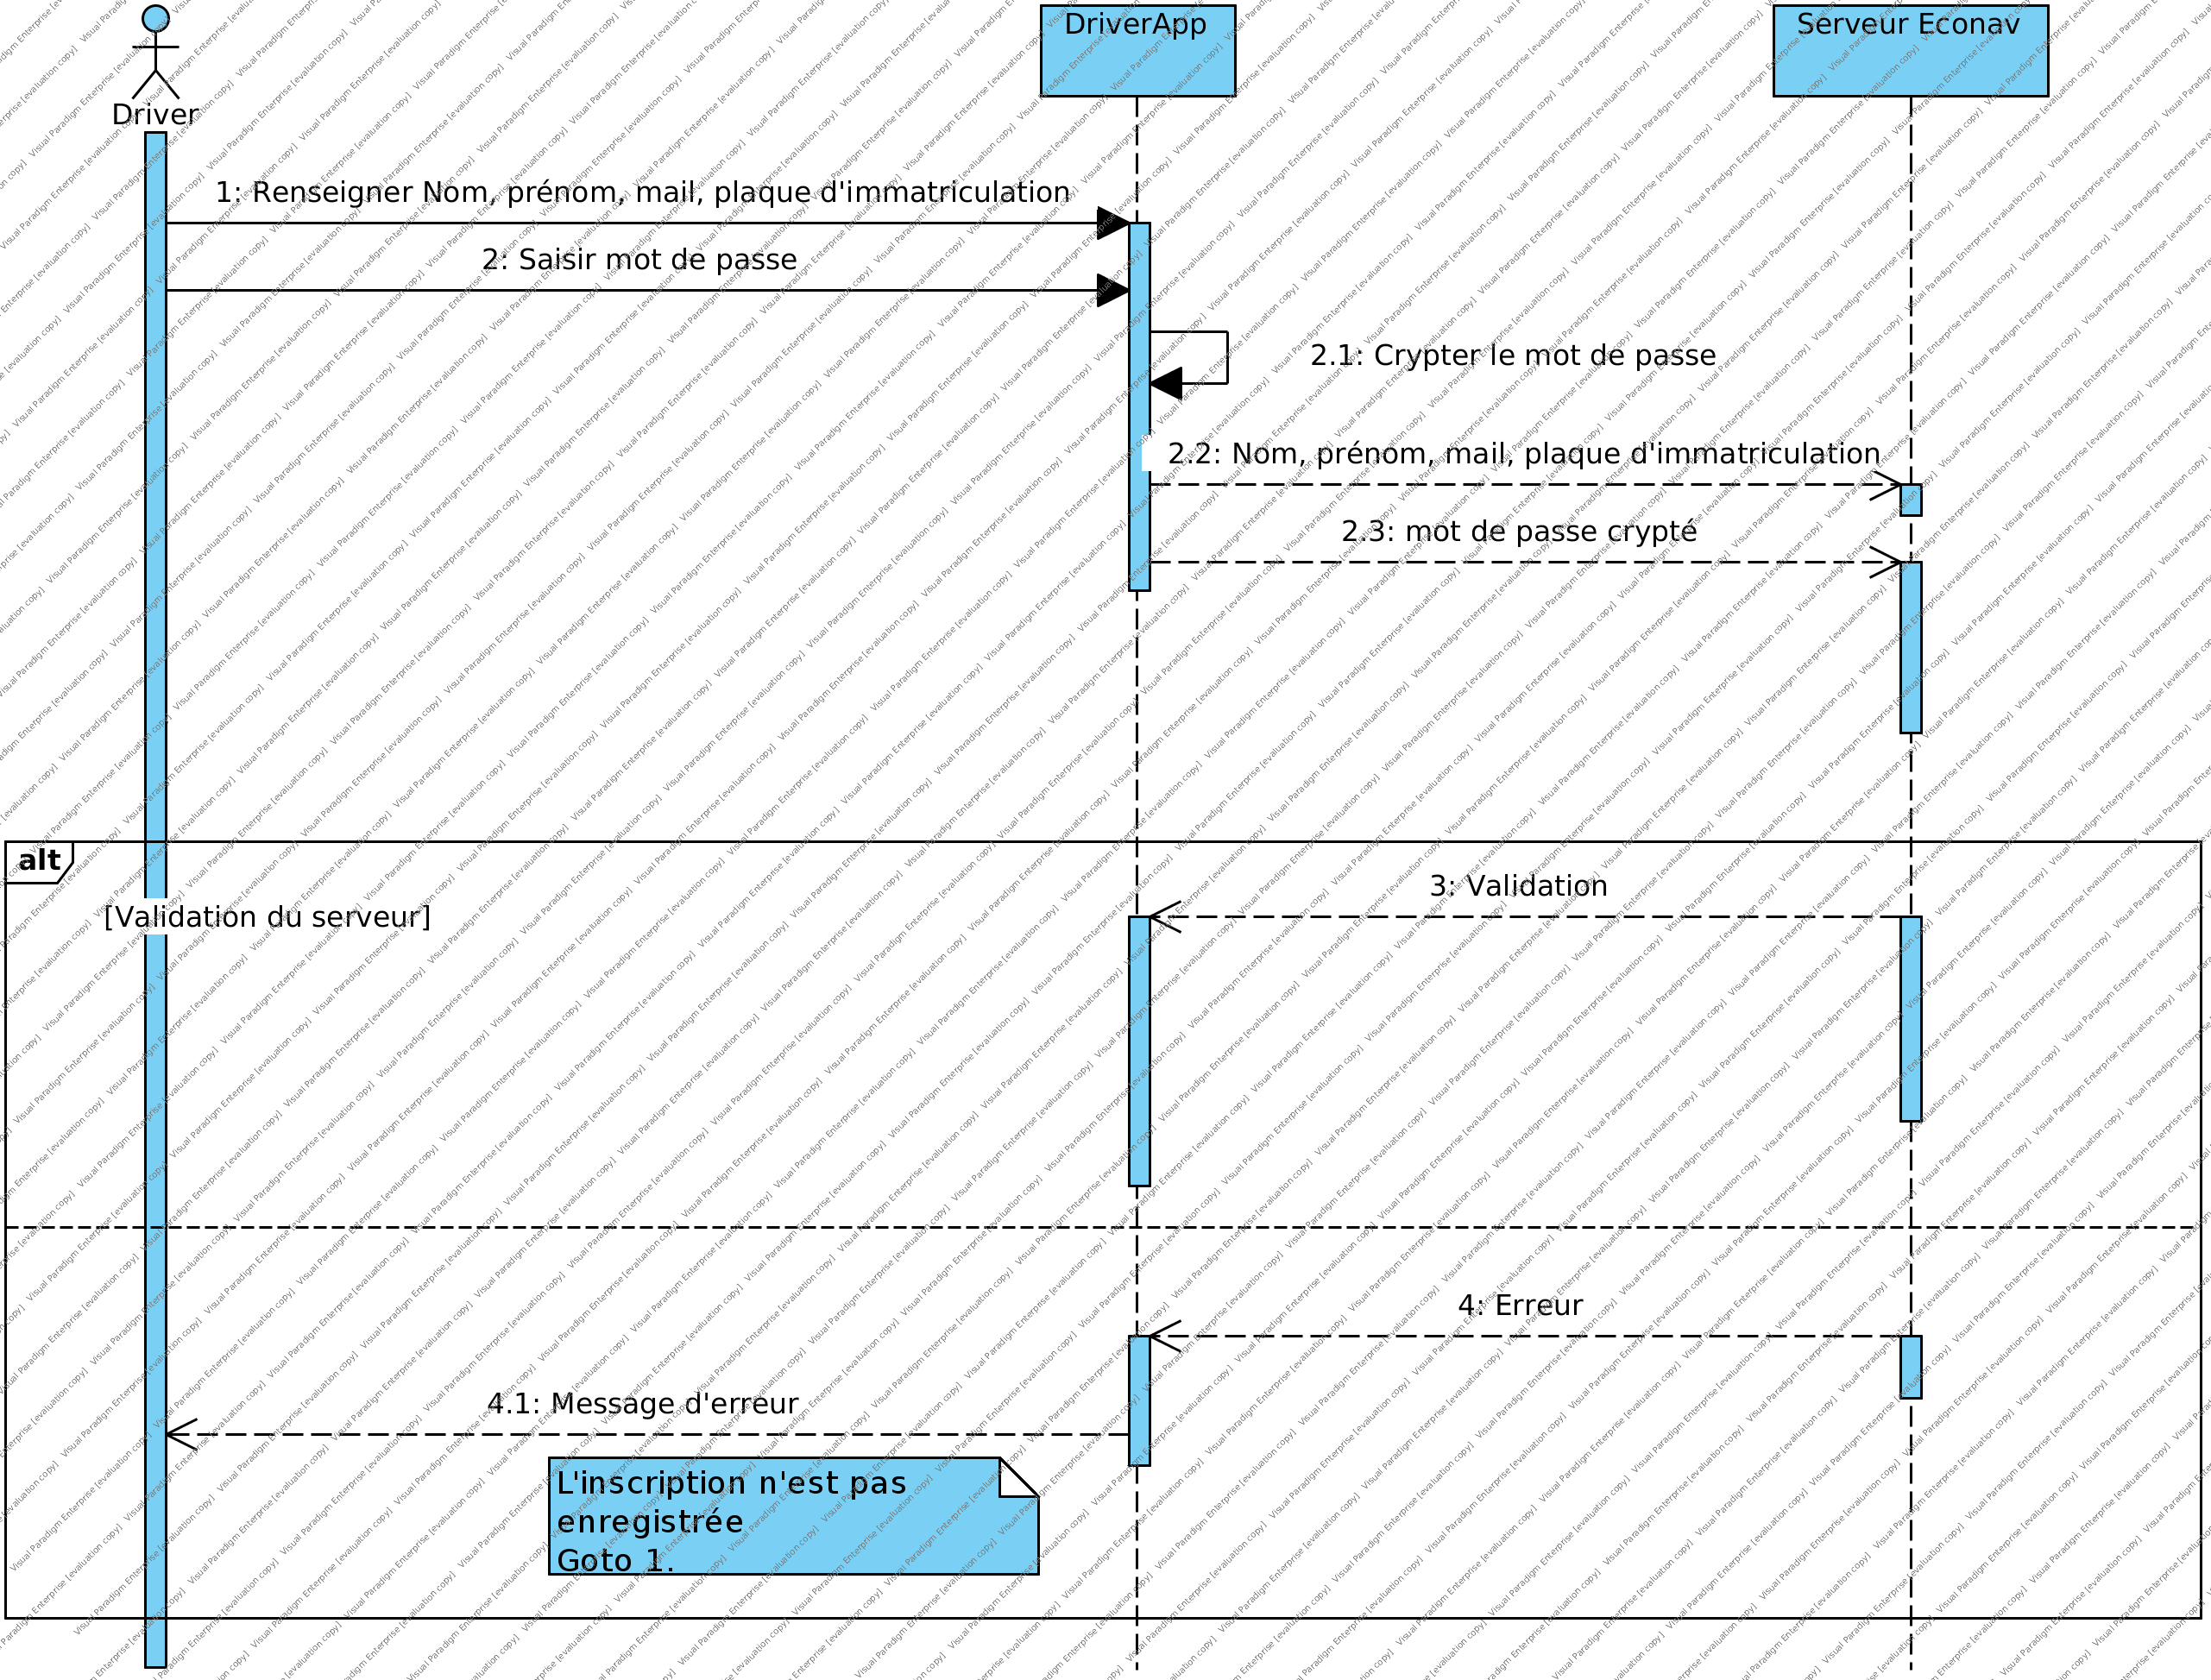 Driver
DriverApp
Serveur Econav
1: Renseigner Nom, prénom, mail, plaque d'immatriculation
2: Saisir mot de passe
2.1: Crypter le mot de passe
2.2: Nom, prénom, mail, plaque d'immatriculation
2.3: mot de passe crypté
alt
3: Validation
[Validation du serveur]
4: Erreur
4.1: Message d'erreur
L'inscription n'est pas
enregistrée
Goto 1.
Visual Paradigm Enterprise [evaluation copy]